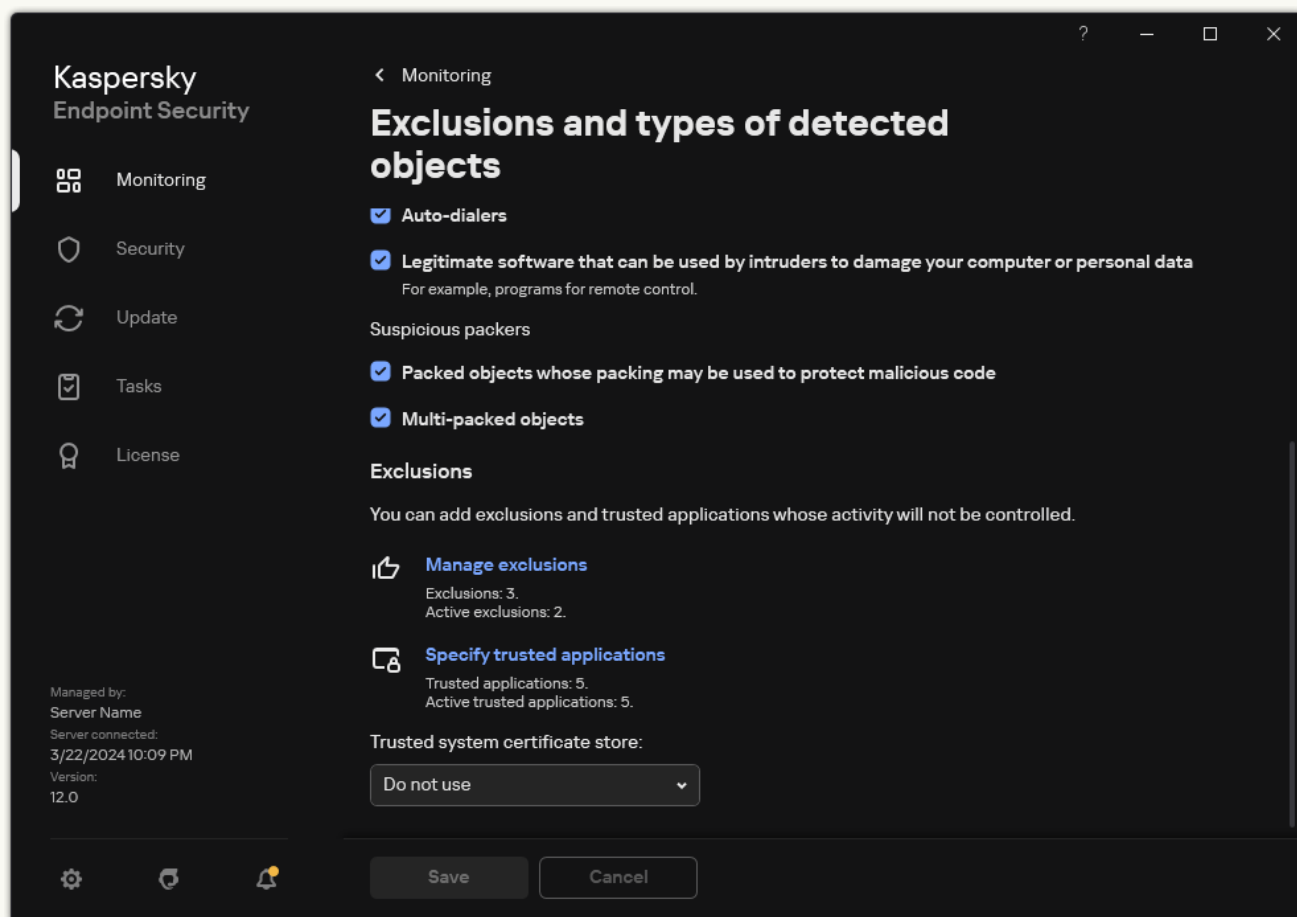 ?
Kaspersky
Endpoint Security
Monitoring
Security
Update
Tasks
License
Managed by:
Server Name
Server connected:
3/22/2024 10:09 PM
Version:
12.0
Monitoring
Exclusions and types of detected
objects
Auto-dialers
Legitimate software that can be used by intruders to damage your computer or personal data
For example, programs for remote control.
Suspicious packers
Packed objects whose packing may be used to protect malicious code
Multi-packed objects
Exclusions
You can add exclusions and trusted applications whose activity will not be controlled.
Manage exclusions
Exclusions: 3.
Active exclusions: 2.
Specify trusted applications
Trusted applications: 5.
Active trusted applications: 5.
Trusted system certificate store:
Do not use
Save
Cancel